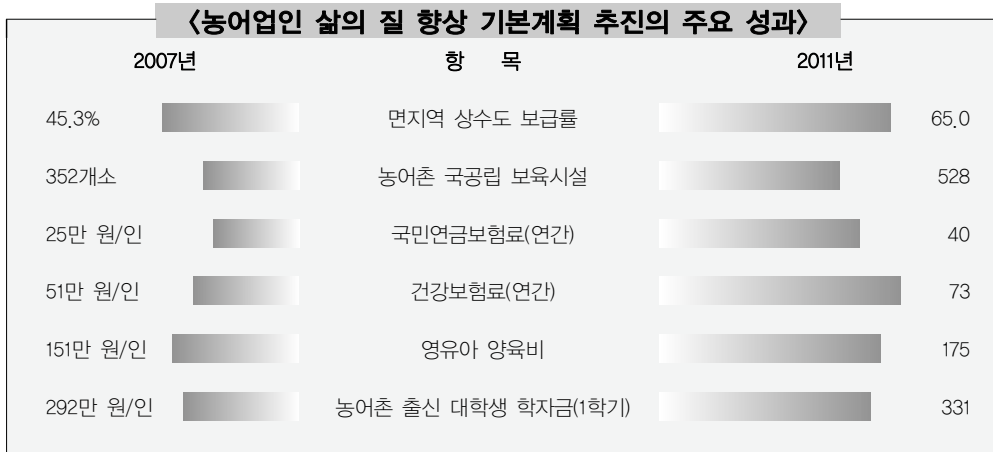 〈농어업인 삶의 질 향상 기본계획 추진의 주요 성과〉
2007년 항 목 2011년
45.3% 면지역 상수도 보급률 65.0
352개소 농어촌 국공립 보육시설 528
25만 원/인 국민연금보험료(연간) 40
51만 원/인 건강보험료(연간) 73
151만 원/인 영유아 양육비 175
292만 원/인 농어촌 출신 대학생 학자금(1학기) 331